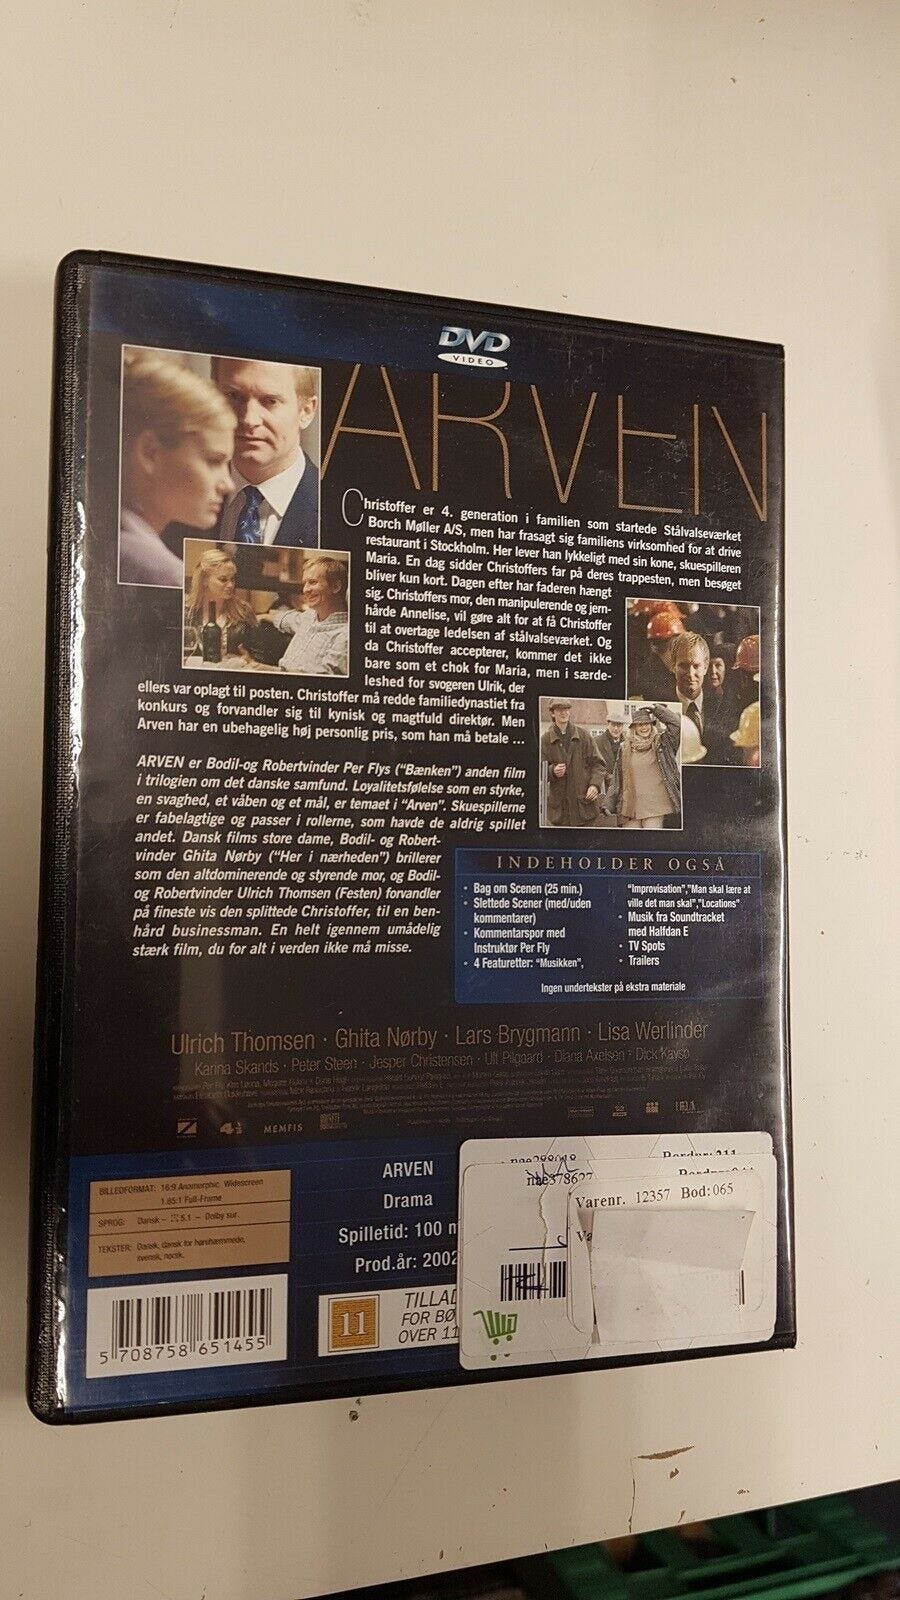 DVD
VIDEO
ARVEN
Christoffer er 4. generation i familien som startede Stålvalseværket
Borch Møller A/S, men har frasagt sig familiens virksomhed for at drive
restaurant i Stockholm. Her lever han lykkeligt med sin kone, skuespilleren
Maria. En dag sidder Christoffers far på deres trappesten, men besøget
bliver kun kort. Dagen efter har faderen hængt
sig. Christoffers mor, den manipulerende og jern-
hårde Annelise, vil gøre alt for at få Christoffer
til at overtage ledelsen af stålvalseværket. Og
da Christoffer accepterer, kommer det ikke
bare som et chok for Maria, men i særde-
leshed for svogeren Ulrik, der
ellers var oplagt til posten. Christoffer må redde familiedynastiet fra
konkurs og forvandler sig til kynisk og magtfuld direktør. Men
Arven har en ubehagelig høj personlig pris, som han må betale ...
ARVEN er Bodil-og Robertvinder Per Flys ("Bænken") anden film
i trilogien om det danske samfund. Loyalitetsfølelse som en styrke,
en svaghed, et våben og et mål, er temaet i "Arven". Skuespillerne
er fabelagtige og passer i rollerne, som havde de aldrig spillet
andet. Dansk films store dame, Bodil- og Robert-
vinder Ghita Nørby ("Her i nærheden") brillerer
som den altdominerende og styrende mor, og Bodil-
og Robertvinder Ulrich Thomsen (Festen) forvandler
på fineste vis den splittede Christoffer, til en ben-
hård businessman. En helt igennem umådelig
stærk film, du for alt i verden ikke må misse.
INDEHOLDER OGSÅ
• Bag om Scenen (25 min.)
• Slettede Scener (med/uden
kommentarer)
• Kommentarspor med
Instruktør Per Fly
• 4 Featuretter: "Musikken",
"Improvisation","Man skal lære at
ville det man skal","Locations"
• Musik fra Soundtracket
med Halfdan E
• TV Spots
• Trailers
Ingen undertekster på ekstra materiale
Ulrich Thomsen · Ghita Nørby · Lars Brygmann · Lisa Werlinder
Karina Skands · Peter Steen · Jesper Christensen · Ulf Pilgaard · Diana Axelsen · Dick Kaysø
MEMFIS
BILLEDFORMAT: 16:9 Anamorphic Widescreen
1.85:1 Full-Frame
SPROG: Dansk – 5.1 – Dolby sur.
TEKSTER: Dansk, dansk for hørehæmmede,
svensk, norsk.
5 708758 651455
ARVEN
Drama
Spilletid: 100
Prod.år: 2002
11
TILLAD
FOR BØ
OVER 11
Varenr. 12357 Bod:065